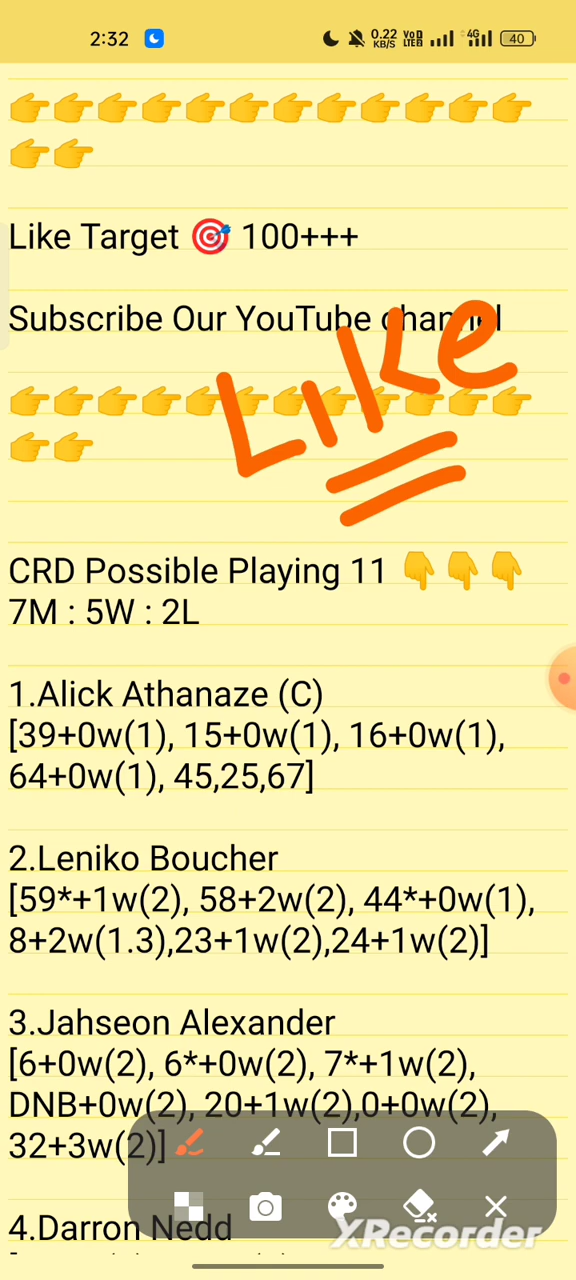 2:32 0.22 KB/S VoD LTE 4G 40
👉👉👉👉👉👉👉👉👉👉👉👉
👉👉
Like Target 🎯 100+++
Subscribe Our YouTube channel
Like
👉👉👉👉👉👉👉👉👉👉👉👉
👉👉
CRD Possible Playing 11 👇👇👇
7M : 5W : 2L
1.Alick Athanaze (C)
[39+0w(1), 15+0w(1), 16+0w(1),
64+0w(1), 45,25,67]
2.Leniko Boucher
[59*+1w(2), 58+2w(2), 44*+0w(1),
8+2w(1.3),23+1w(2),24+1w(2)]
3.Jahseon Alexander
[6+0w(2), 6*+0w(2), 7*+1w(2),
DNB+0w(2), 20+1w(2),0+0w(2),
32+3w(2)]
4.Darron Nedd
XRecorder